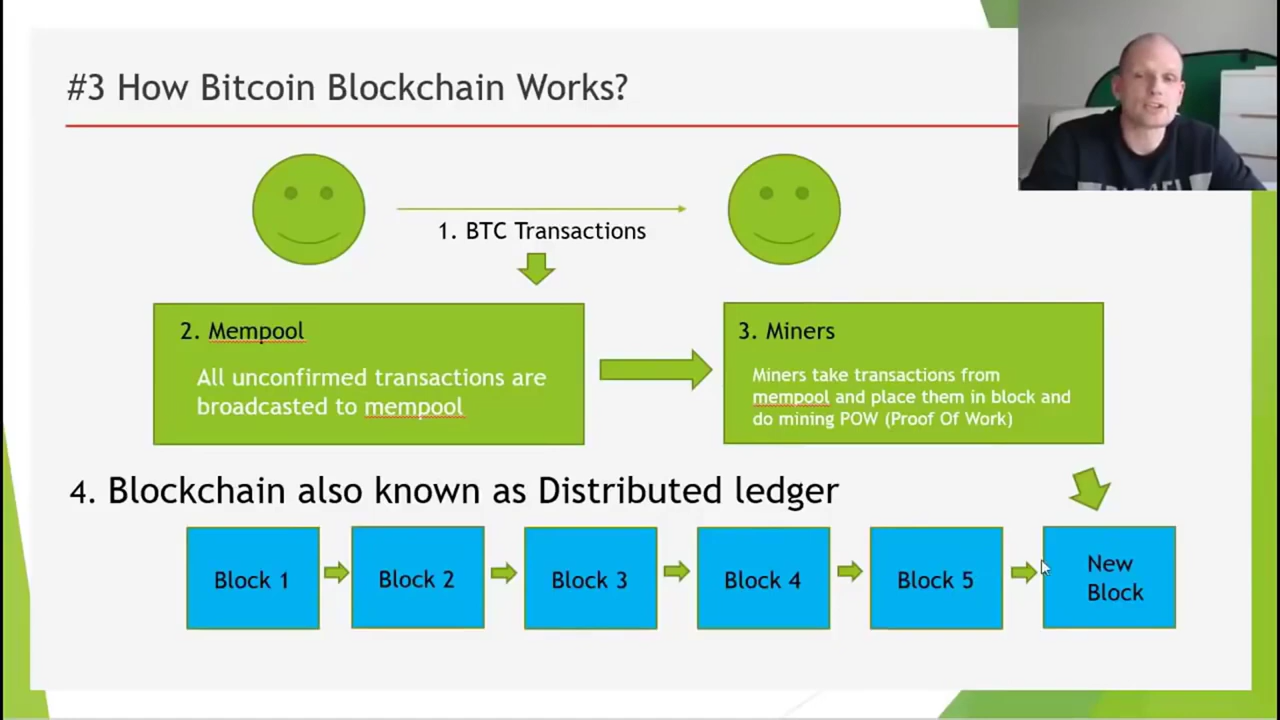 #3 How Bitcoin Blockchain Works?
1. BTC Transactions
2. Mempool
All unconfirmed transactions are
broadcasted to mempool
3. Miners
Miners take transactions from
mempool and place them in block and
do mining POW (Proof Of Work)
4. Blockchain also known as Distributed ledger
Block 1
Block 2
Block 3
Block 4
Block 5
New
Block